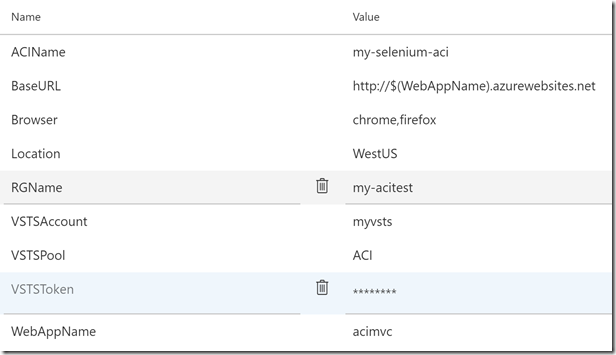 Name Value
ACIName my-selenium-aci
BaseURL http://$(WebAppName).azurewebsites.net
Browser chrome,firefox
Location WestUS
RGName my-acitest
VSTSAccount myvsts
VSTSPool ACI
VSTSToken ********
WebAppName acimvc